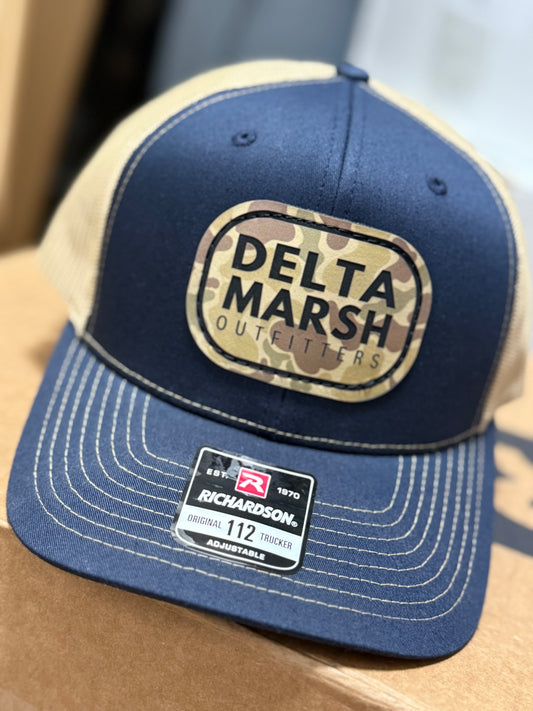 DELTA
MARSH
OUTFITTERS
EST. R 1970
RICHARDSON®
ORIGINAL 112 TRUCKER
ADJUSTABLE